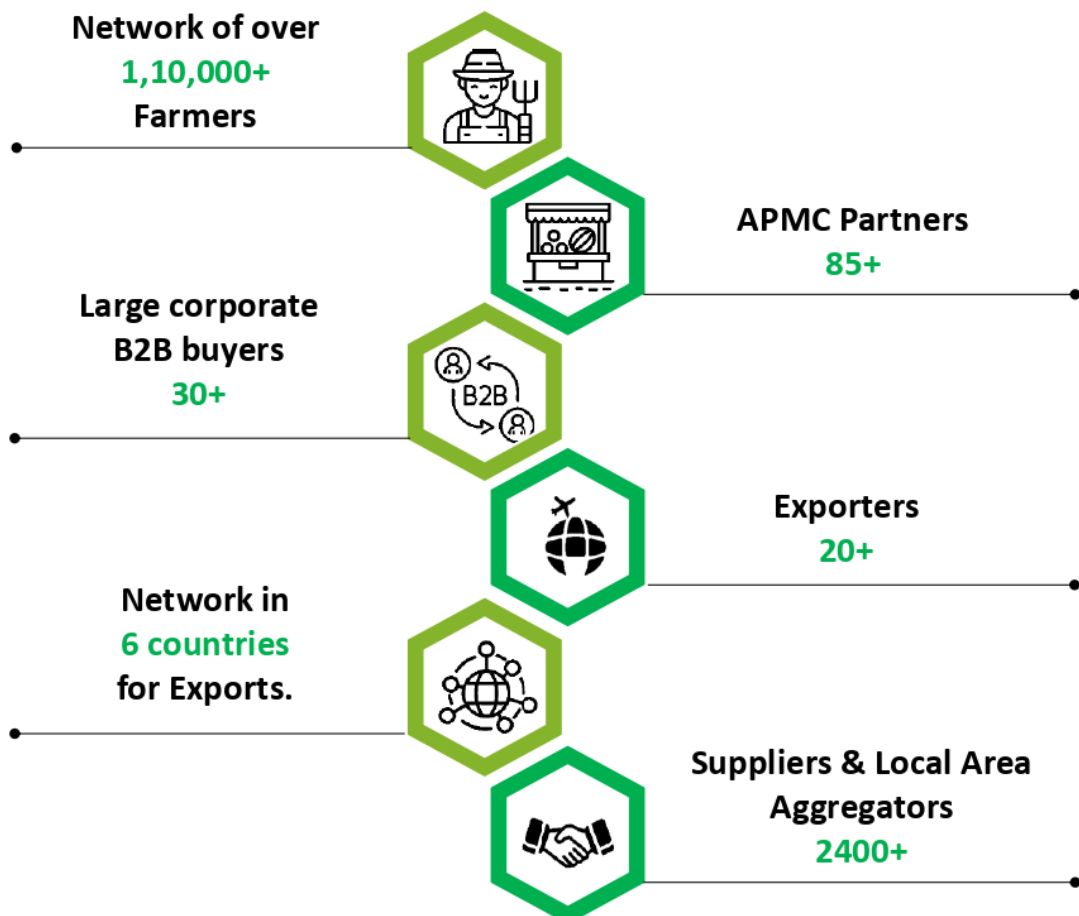 Network of over
1,10,000+
Farmers
APMC Partners
85+
Large corporate
B2B buyers
30+
B2B
Exporters
20+
Network in
6 countries
for Exports.
Suppliers & Local Area
Aggregators
2400+